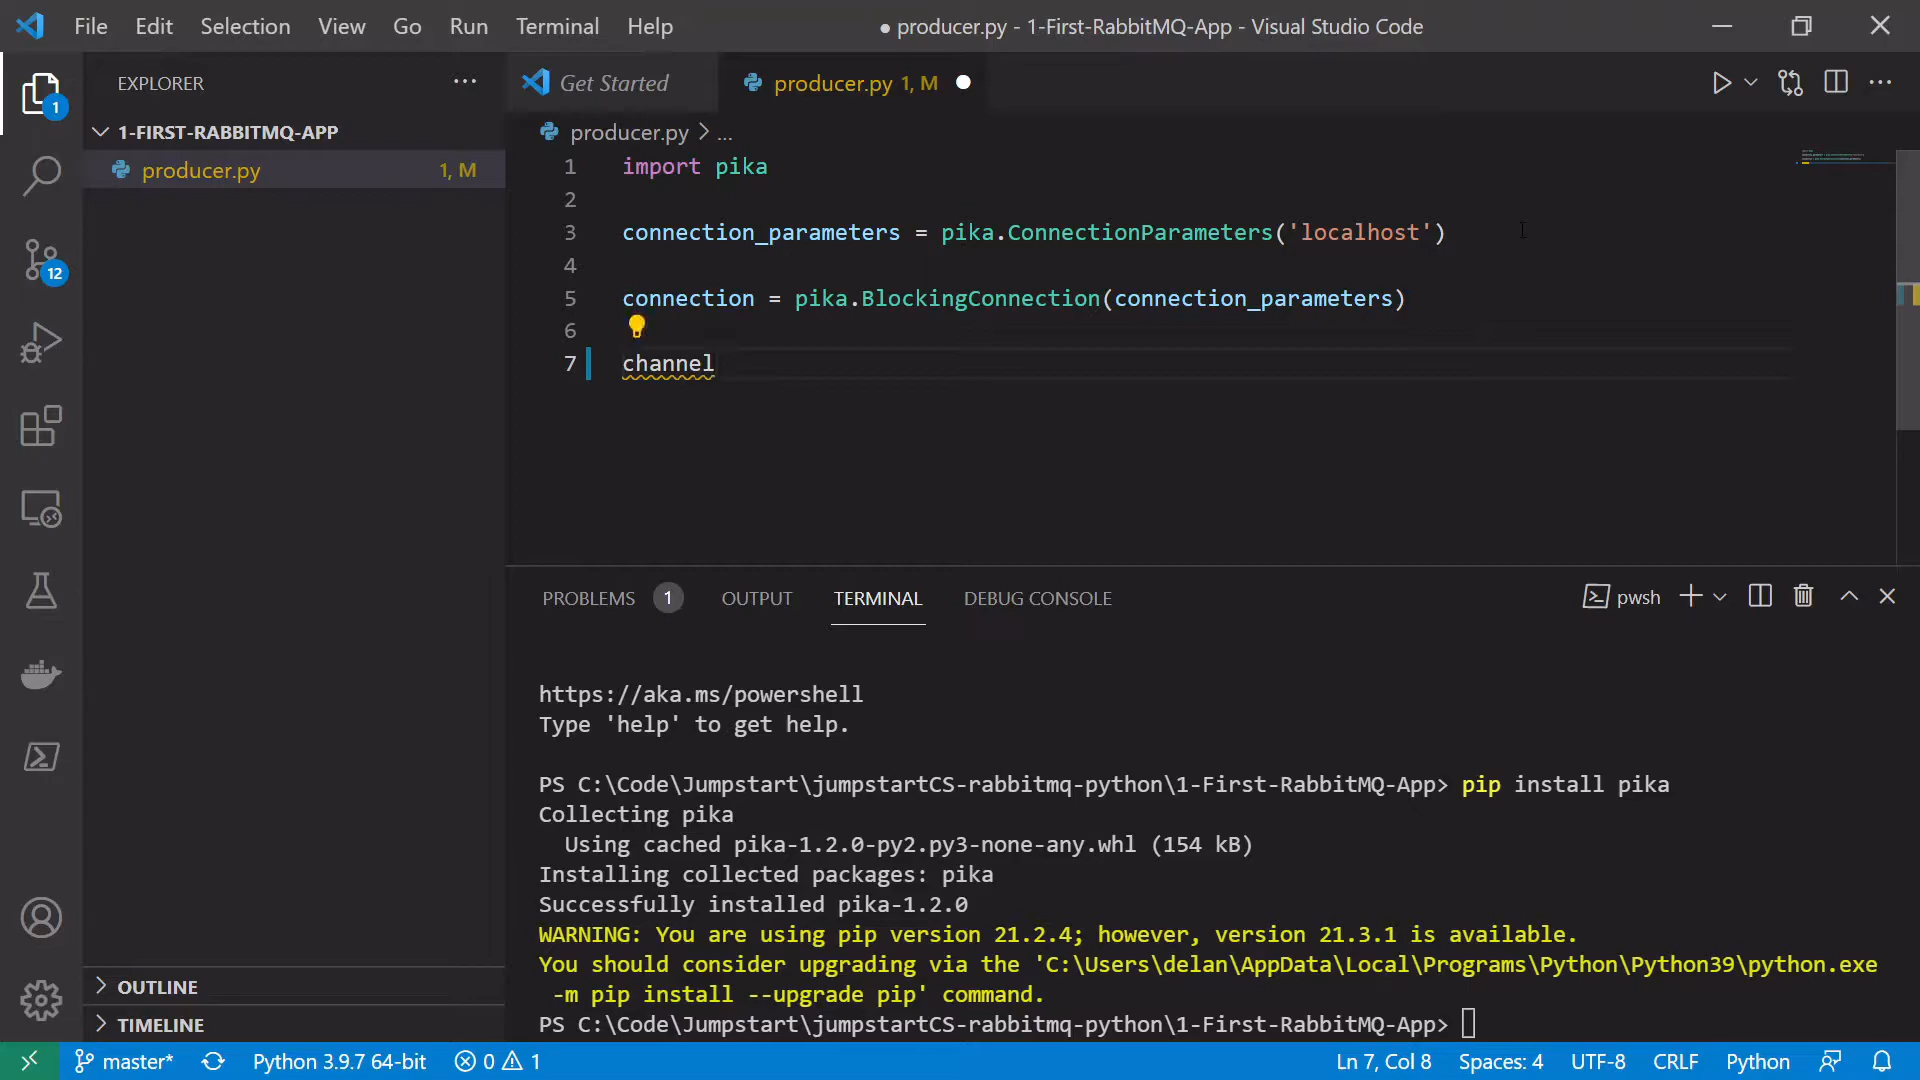 File Edit Selection View Go Run Terminal Help
● producer.py - 1-First-RabbitMQ-App - Visual Studio Code
EXPLORER
Get Started
producer.py 1, M
1
1-FIRST-RABBITMQ-APP
producer.py > ...
producer.py 1, M
1 import pika
2
3 connection_parameters = pika.ConnectionParameters('localhost')
4
12
5 connection = pika.BlockingConnection(connection_parameters)
6
7 channel
PROBLEMS 1 OUTPUT TERMINAL DEBUG CONSOLE
pwsh
https://aka.ms/powershell
Type 'help' to get help.
PS C:\Code\Jumpstart\jumpstartCS-rabbitmq-python\1-First-RabbitMQ-App> pip install pika
Collecting pika
Using cached pika-1.2.0-py2.py3-none-any.whl (154 kB)
Installing collected packages: pika
Successfully installed pika-1.2.0
WARNING: You are using pip version 21.2.4; however, version 21.3.1 is available.
You should consider upgrading via the 'C:\Users\delan\AppData\Local\Programs\Python\Python39\python.exe
-m pip install --upgrade pip' command.
PS C:\Code\Jumpstart\jumpstartCS-rabbitmq-python\1-First-RabbitMQ-App>
OUTLINE
TIMELINE
master* Python 3.9.7 64-bit 0 1
Ln 7, Col 8 Spaces: 4 UTF-8 CRLF Python